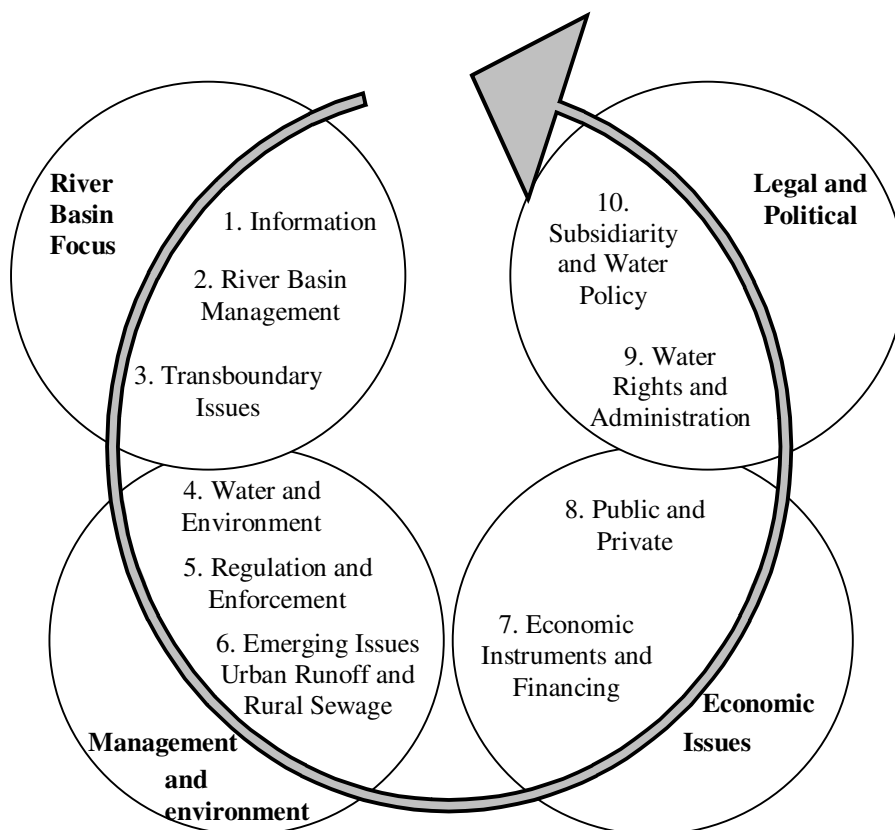 River
Basin
Focus
1. Information
2. River Basin
Management
3. Transboundary
Issues
4. Water and
Environment
5. Regulation and
Enforcement
6. Emerging Issues
Urban Runoff and
Rural Sewage
Management
and
environment
7. Economic
Instruments and
Financing
8. Public and
Private
Economic
Issues
9. Water
Rights and
Administration
10.
Subsidiarity
and Water
Policy
Legal and
Political